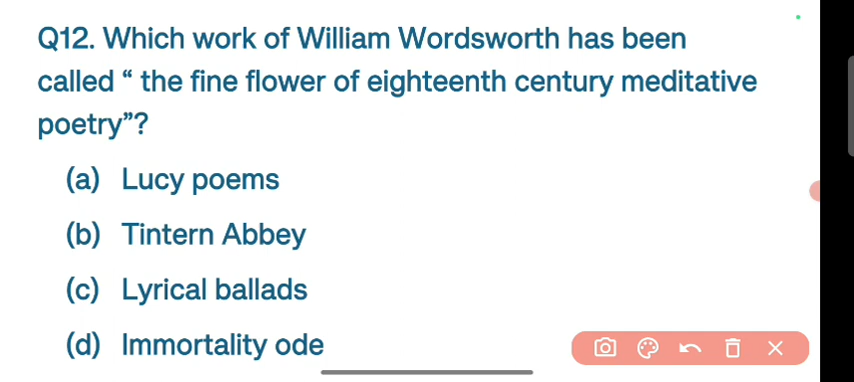 Q12. Which work of William Wordsworth has been
called “ the fine flower of eighteenth century meditative
poetry”?
(a) Lucy poems
(b) Tintern Abbey
(c) Lyrical ballads
(d) Immortality ode